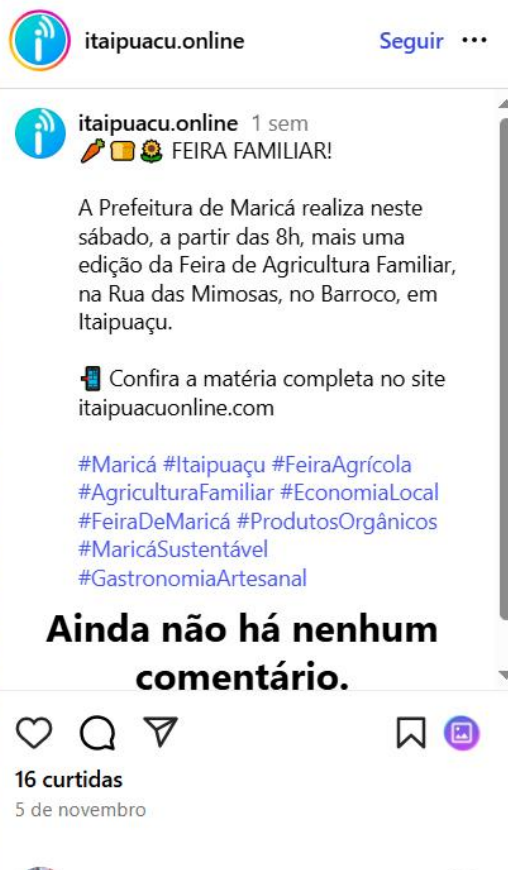 itaipuacu.online Seguir
itaipuacu.online 1 sem
FEIRA FAMILIAR!
A Prefeitura de Maricá realiza neste
sábado, a partir das 8h, mais uma
edição da Feira de Agricultura Familiar,
na Rua das Mimosas, no Barroco, em
Itaipuaçu.
Confira a matéria completa no site
itaipuacuonline.com
#Maricá #Itaipuaçu #FeiraAgrícola
#AgriculturaFamiliar #EconomiaLocal
#FeiraDeMaricá #ProdutosOrgânicos
#MaricáSustentável
#GastronomiaArtesanal
Ainda não há nenhum
comentário.
16 curtidas
5 de novembro